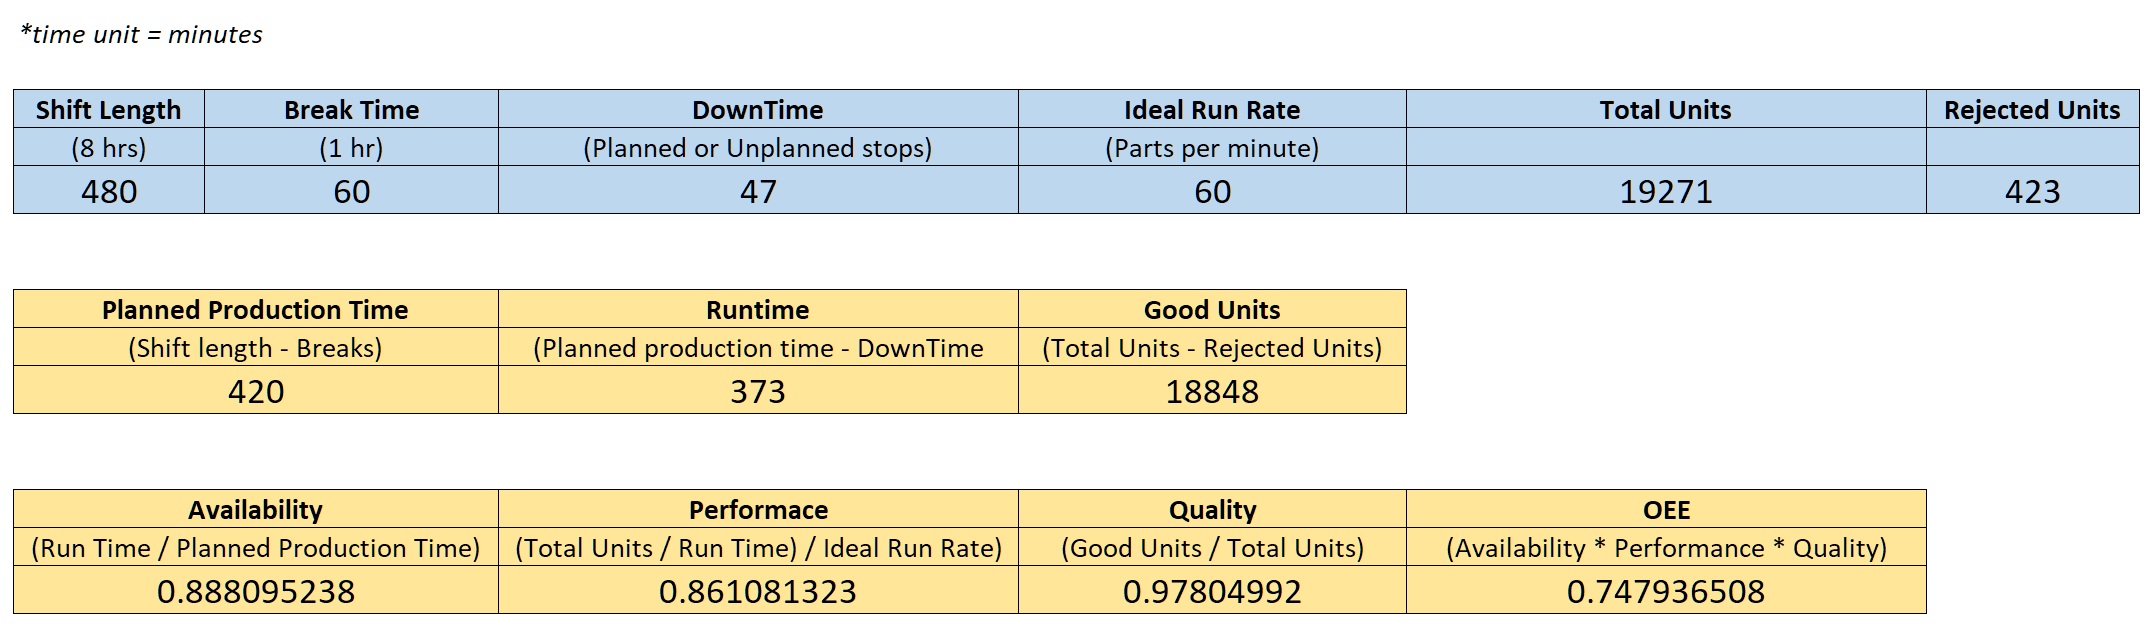 *time unit = minutes
Shift Length Break Time DownTime Ideal Run Rate Total Units Rejected Units
(8 hrs) (1 hr) (Planned or Unplanned stops) (Parts per minute)
480 60 47 60 19271 423
Planned Production Time Runtime Good Units
(Shift length - Breaks) (Planned production time - DownTime (Total Units - Rejected Units)
420 373 18848
Availability Performace Quality OEE
(Run Time / Planned Production Time) (Total Units / Run Time) / Ideal Run Rate) (Good Units / Total Units) (Availability * Performance * Quality)
0.888095238 0.861081323 0.97804992 0.747936508